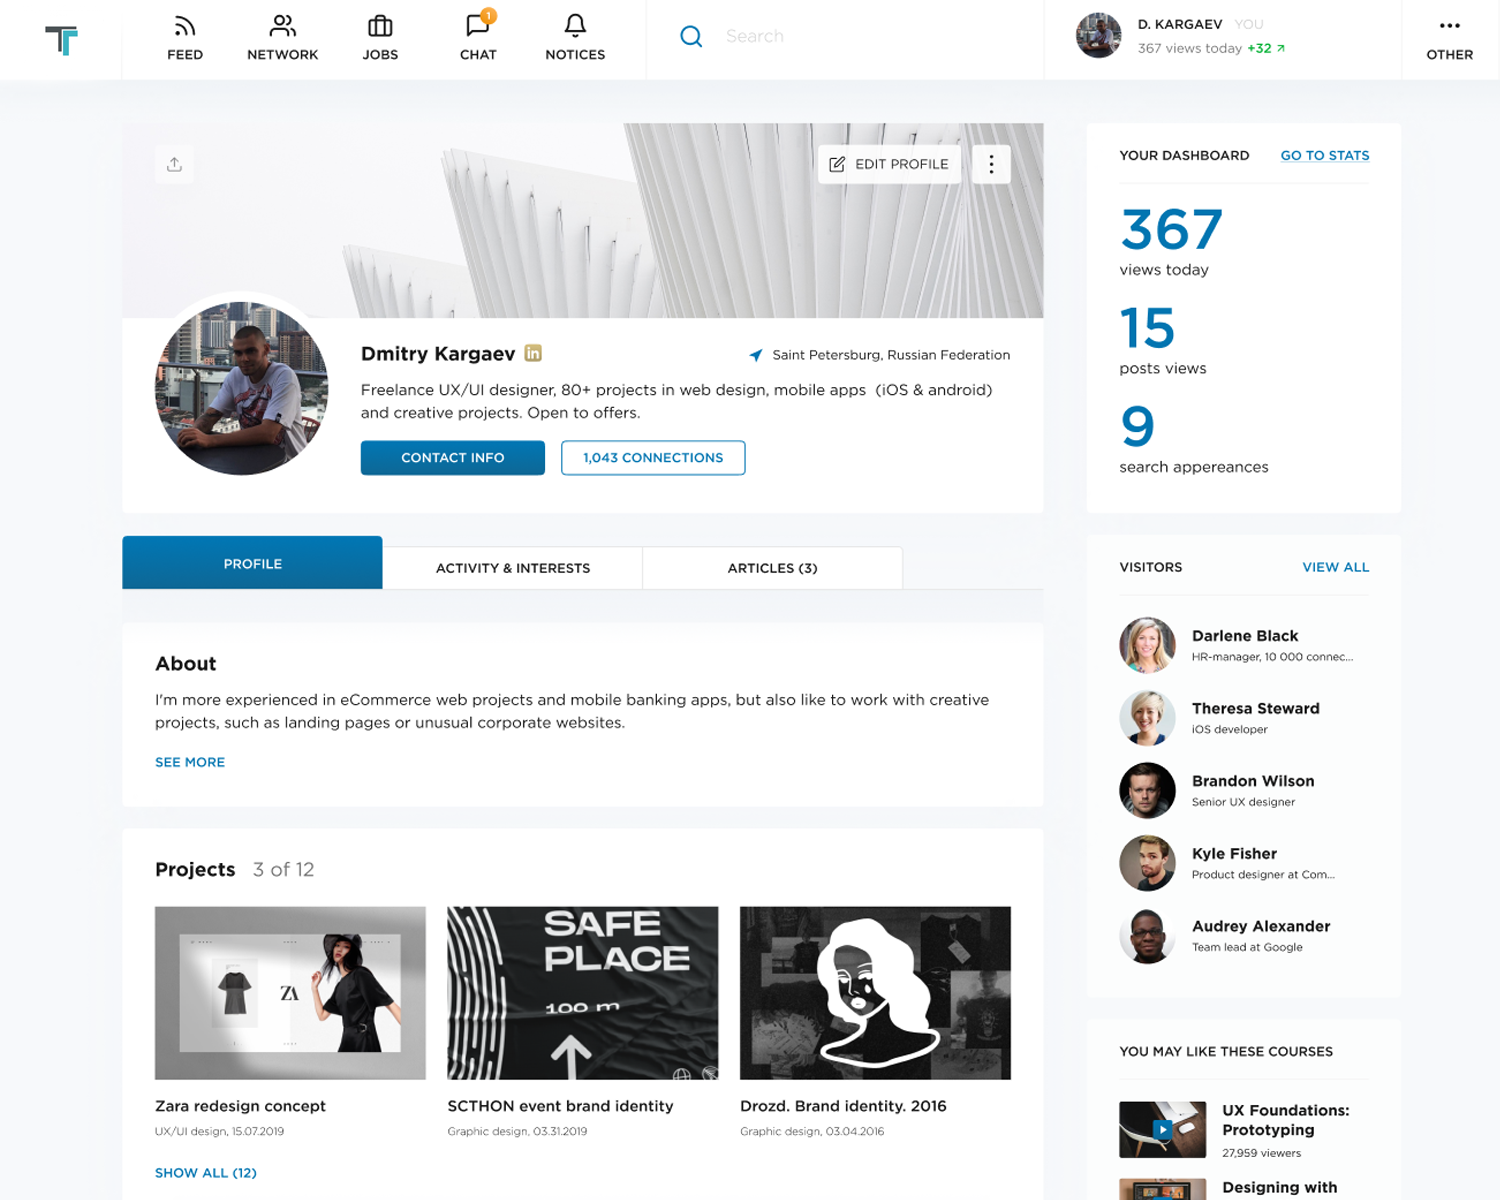 FEED
NETWORK
JOBS
1
CHAT
NOTICES
Search
D. KARGAEV YOU
367 views today +32
OTHER
EDIT PROFILE
Dmitry Kargaev in
Saint Petersburg, Russian Federation
Freelance UX/UI designer, 80+ projects in web design, mobile apps (iOS & android)
and creative projects. Open to offers.
CONTACT INFO
1,043 CONNECTIONS
YOUR DASHBOARD
GO TO STATS
367
views today
15
posts views
9
search appereances
PROFILE
ACTIVITY & INTERESTS
ARTICLES (3)
About
I'm more experienced in eCommerce web projects and mobile banking apps, but also like to work with creative
projects, such as landing pages or unusual corporate websites.
SEE MORE
VISITORS
VIEW ALL
Darlene Black
HR-manager, 10 000 connec...
Theresa Steward
iOS developer
Brandon Wilson
Senior UX designer
Kyle Fisher
Product designer at Com...
Audrey Alexander
Team lead at Google
Projects 3 of 12
ZA
SAFE
PLACE
100 m
Zara redesign concept
UX/UI design, 15.07.2019
SCTHON event brand identity
Graphic design, 03.31.2019
Drozd. Brand identity. 2016
Graphic design, 03.04.2016
SHOW ALL (12)
YOU MAY LIKE THESE COURSES
UX Foundations:
Prototyping
27,959 viewers
Designing with